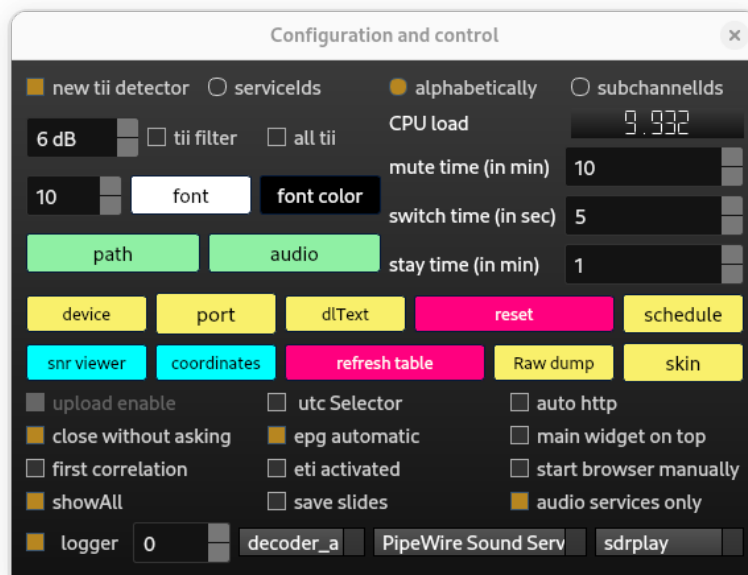 Configuration and control
new tii detector serviceIds alphabetically subchannelIds
6 dB tii filter all tii CPU load 9.932
mute time (in min) 10
10 font font color
switch time (in sec) 5
path audio
stay time (in min) 1
device port dlText reset schedule
snr viewer coordinates refresh table Raw dump skin
upload enable utc Selector auto http
close without asking epg automatic main widget on top
first correlation eti activated start browser manually
showAll save slides audio services only
logger 0 decoder_a PipeWire Sound Serv sdrplay